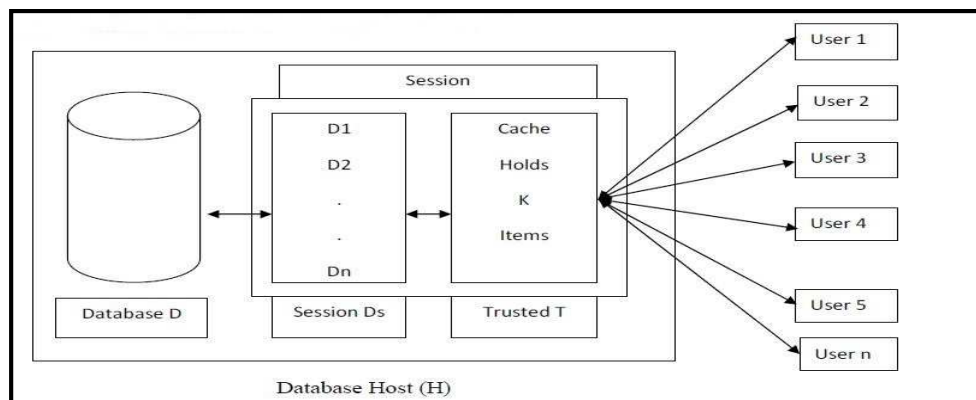 Session
D1
D2
.
.
Dn
Cache
Holds
K
Items
Database D
Session Ds
Trusted T
Database Host (H)
User 1
User 2
User 3
User 4
User 5
User n